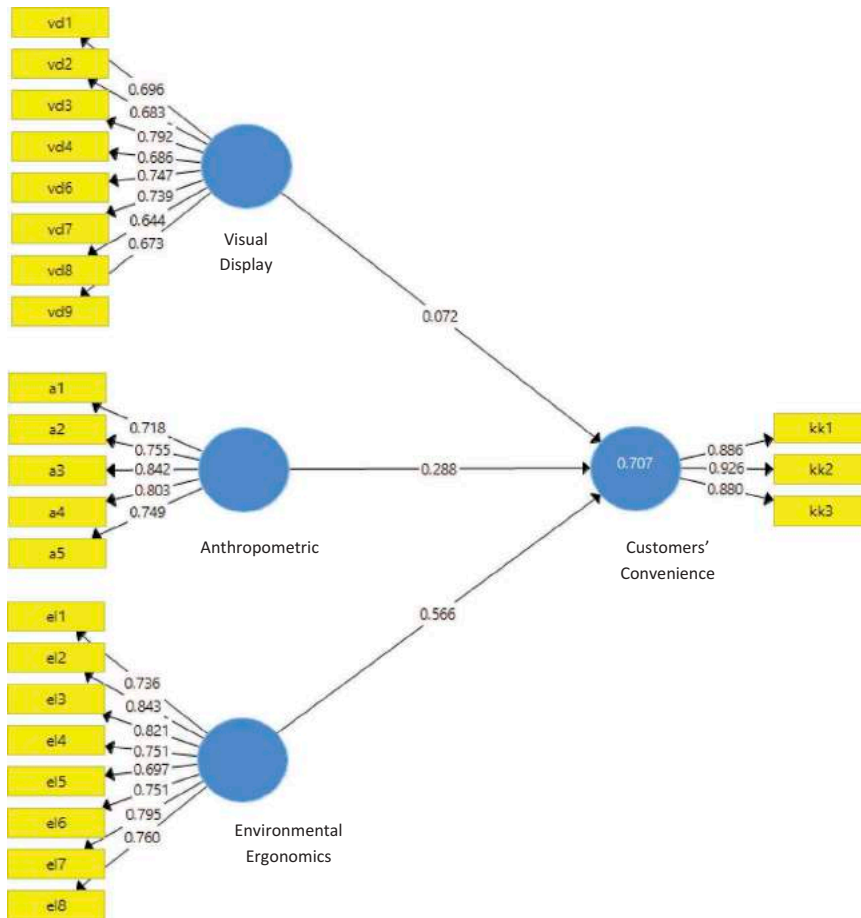 vd1
vd2
vd3
vd4
vd6
vd7
vd8
vd9
0.696
0.683
0.792
0.686
0.747
0.739
0.644
0.673
Visual
Display
0.072
a1
a2
a3
a4
a5
0.718
0.755
0.842
0.803
0.749
Anthropometric
0.288
0.707
Customers’
Convenience
0.886
0.926
0.880
kk1
kk2
kk3
el1
el2
el3
el4
el5
el6
el7
el8
0.736
0.843
0.821
0.751
0.697
0.751
0.795
0.760
Environmental
Ergonomics
0.566